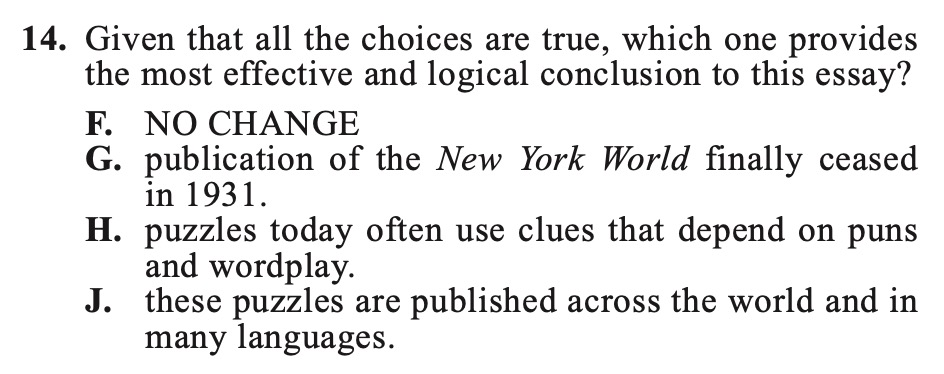 14. Given that all the choices are true, which one provides
the most effective and logical conclusion to this essay?
F. NO CHANGE
G. publication of the New York World finally ceased
in 1931.
H. puzzles today often use clues that depend on puns
and wordplay.
J. these puzzles are published across the world and in
many languages.